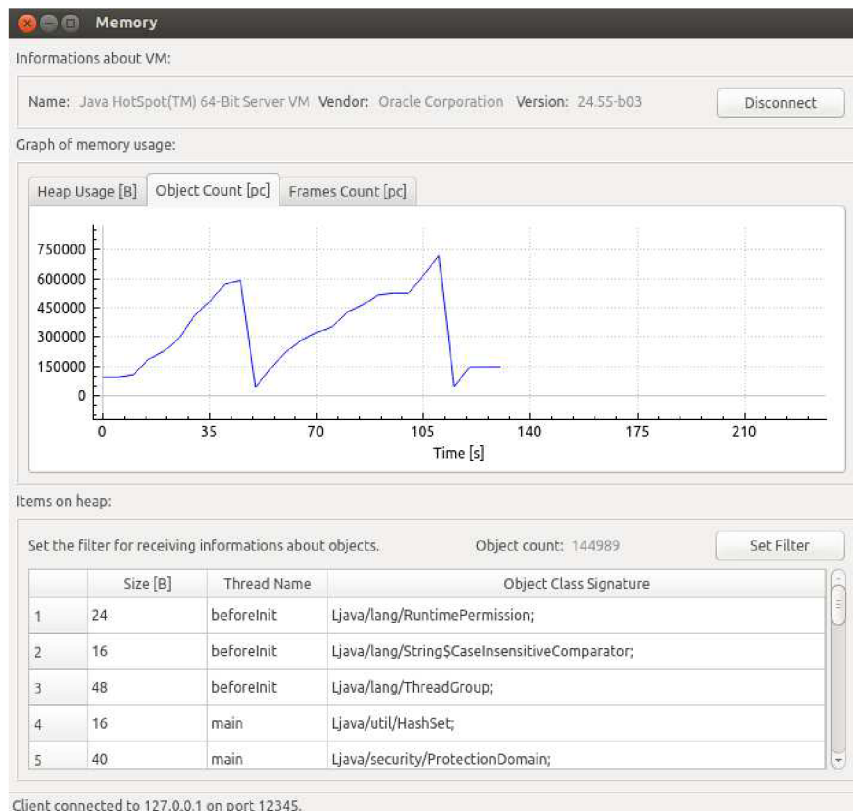 Memory
Informations about VM:
Name: Java HotSpot(TM) 64-Bit Server VM Vendor: Oracle Corporation Version: 24.55-b03 Disconnect
Graph of memory usage:
Heap Usage [B] Object Count [pc] Frames Count [pc]
750000
600000
450000
300000
150000
0
0 35 70 105 140 175 210
Time [s]
Items on heap:
Set the filter for receiving informations about objects. Object count: 144989 Set Filter
Size [B] Thread Name Object Class Signature
1 24 beforeInit Ljava/lang/RuntimePermission;
2 16 beforeInit Ljava/lang/String$CaseInsensitiveComparator;
3 48 beforeInit Ljava/lang/ThreadGroup;
4 16 main Ljava/util/HashSet;
5 40 main Ljava/security/ProtectionDomain;
Client connected to 127.0.0.1 on port 12345.